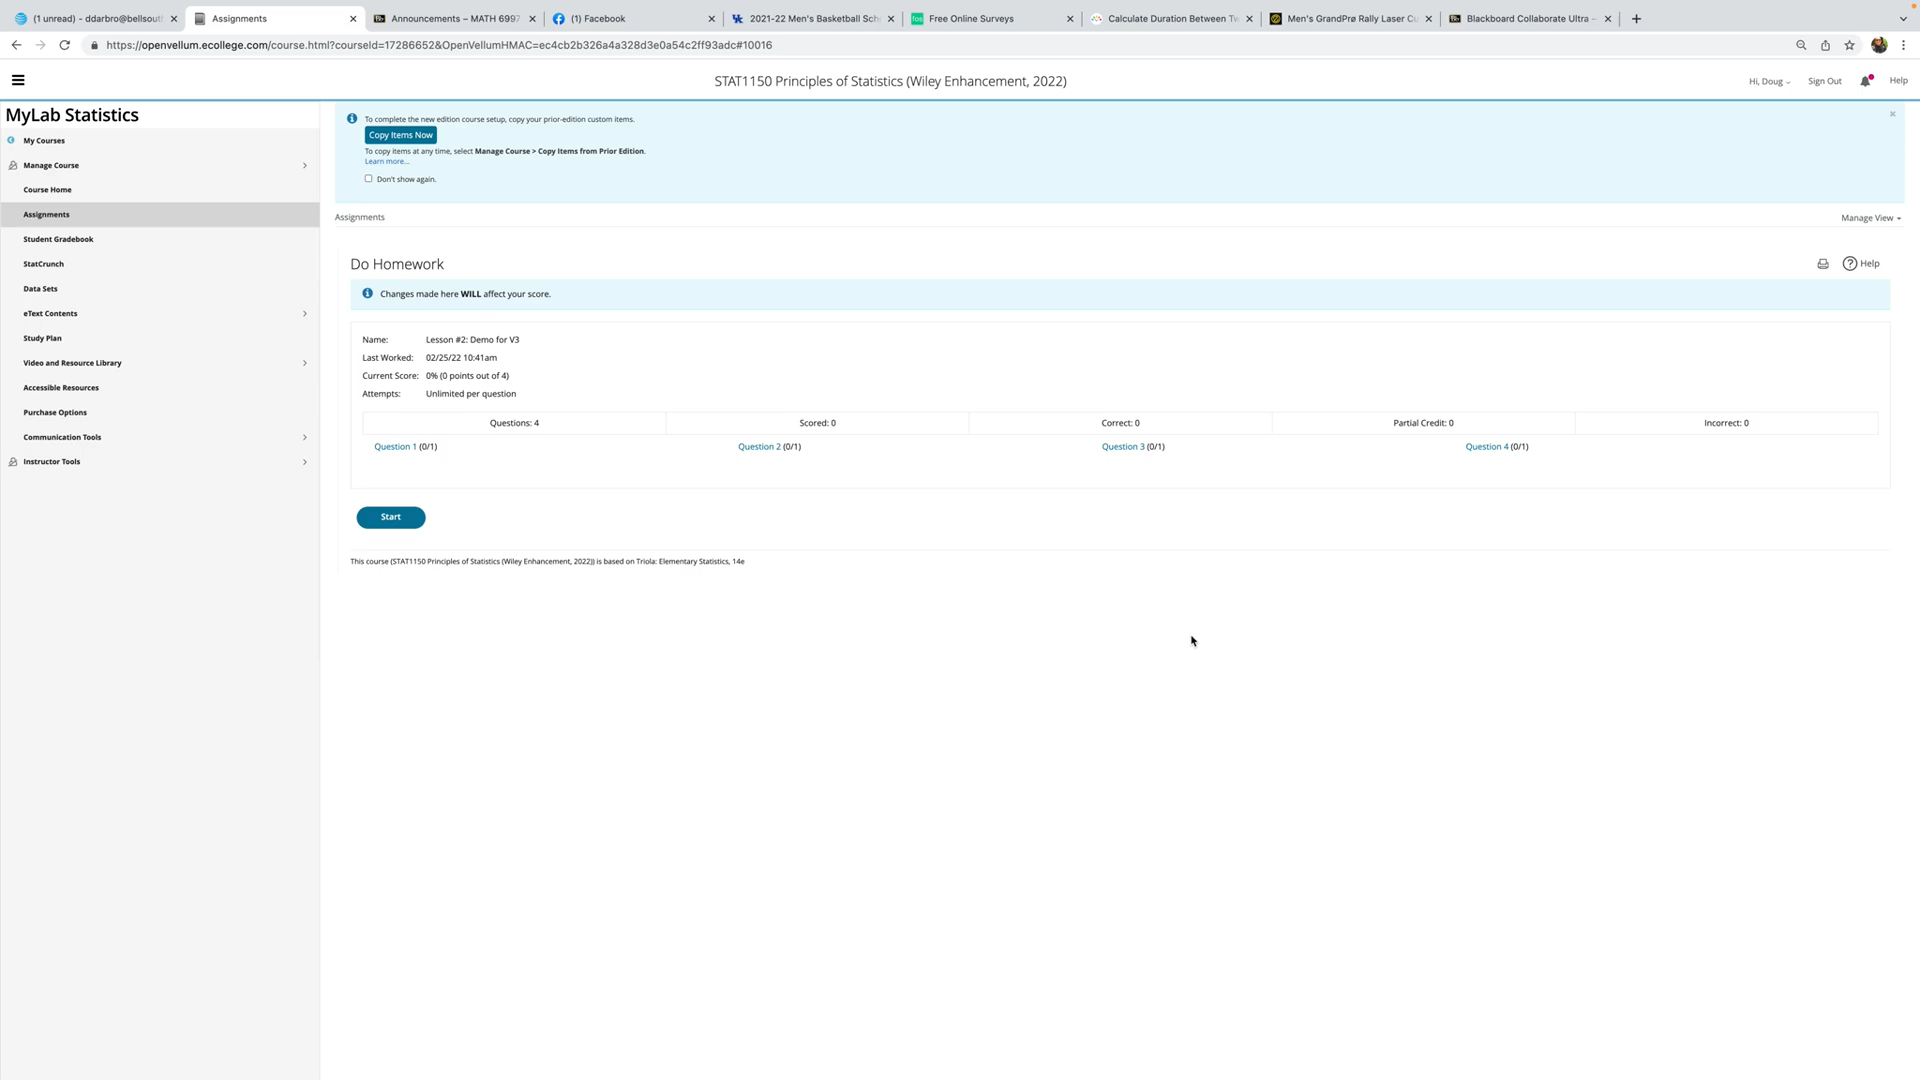 (1 unread) - ddarbro@bellsout
Assignments
Announcements – MATH 699
(1) Facebook
2021-22 Men's Basketball Sch
Free Online Surveys
Calculate Duration Between Tw
Men's GrandPrø Rally Laser Cu
Blackboard Collaborate Ultra –
https://openvellum.ecollege.com/course.html?courseId=17286652&OpenVellumHMAC=ec4cb2b326a4a328d3e0a54c2ff93adc#10016
STAT1150 Principles of Statistics (Wiley Enhancement, 2022)
Hi, Doug
Sign Out
Help
MyLab Statistics
My Courses
Manage Course
Course Home
Assignments
Student Gradebook
StatCrunch
Data Sets
eText Contents
Study Plan
Video and Resource Library
Accessible Resources
Purchase Options
Communication Tools
Instructor Tools
To complete the new edition course setup, copy your prior-edition custom items.
Copy Items Now
To copy items at any time, select Manage Course > Copy Items from Prior Edition.
Learn more...
Don't show again.
Assignments
Manage View
Do Homework
Help
Changes made here WILL affect your score.
Name: Lesson #2: Demo for V3
Last Worked: 02/25/22 10:41am
Current Score: 0% (0 points out of 4)
Attempts: Unlimited per question
Questions: 4 Scored: 0 Correct: 0 Partial Credit: 0 Incorrect: 0
Question 1 (0/1) Question 2 (0/1) Question 3 (0/1) Question 4 (0/1)
Start
This course (STAT1150 Principles of Statistics (Wiley Enhancement, 2022)) is based on Triola: Elementary Statistics, 14e